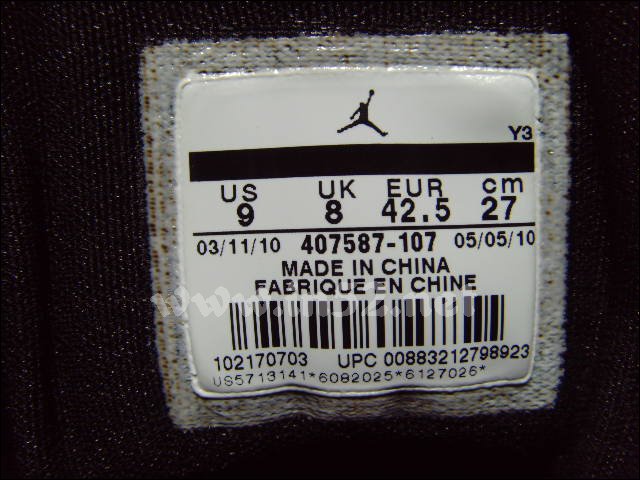 Y3
US UK EUR cm
9 8 42.5 27
03/11/10 407587-107 05/05/10
MADE IN CHINA
FABRIQUE EN CHINE
102170703 UPC 00883212798923
US5713141*6082025*6127026*